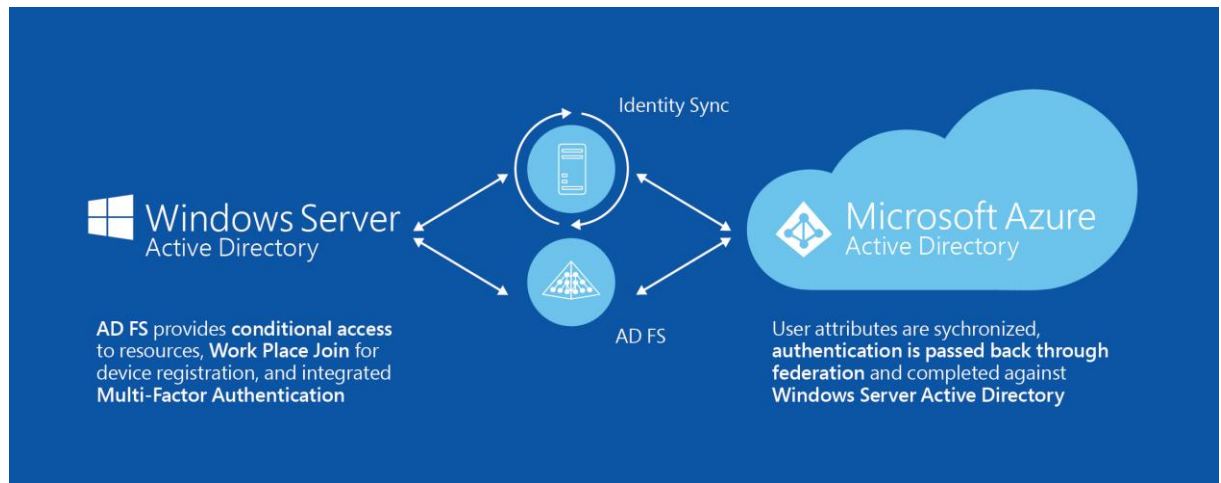 Identity Sync
Windows Server
Active Directory
Microsoft Azure
Active Directory
AD FS
AD FS provides conditional access
to resources, Work Place Join for
device registration, and integrated
Multi-Factor Authentication
User attributes are sychronized,
authentication is passed back through
federation and completed against
Windows Server Active Directory